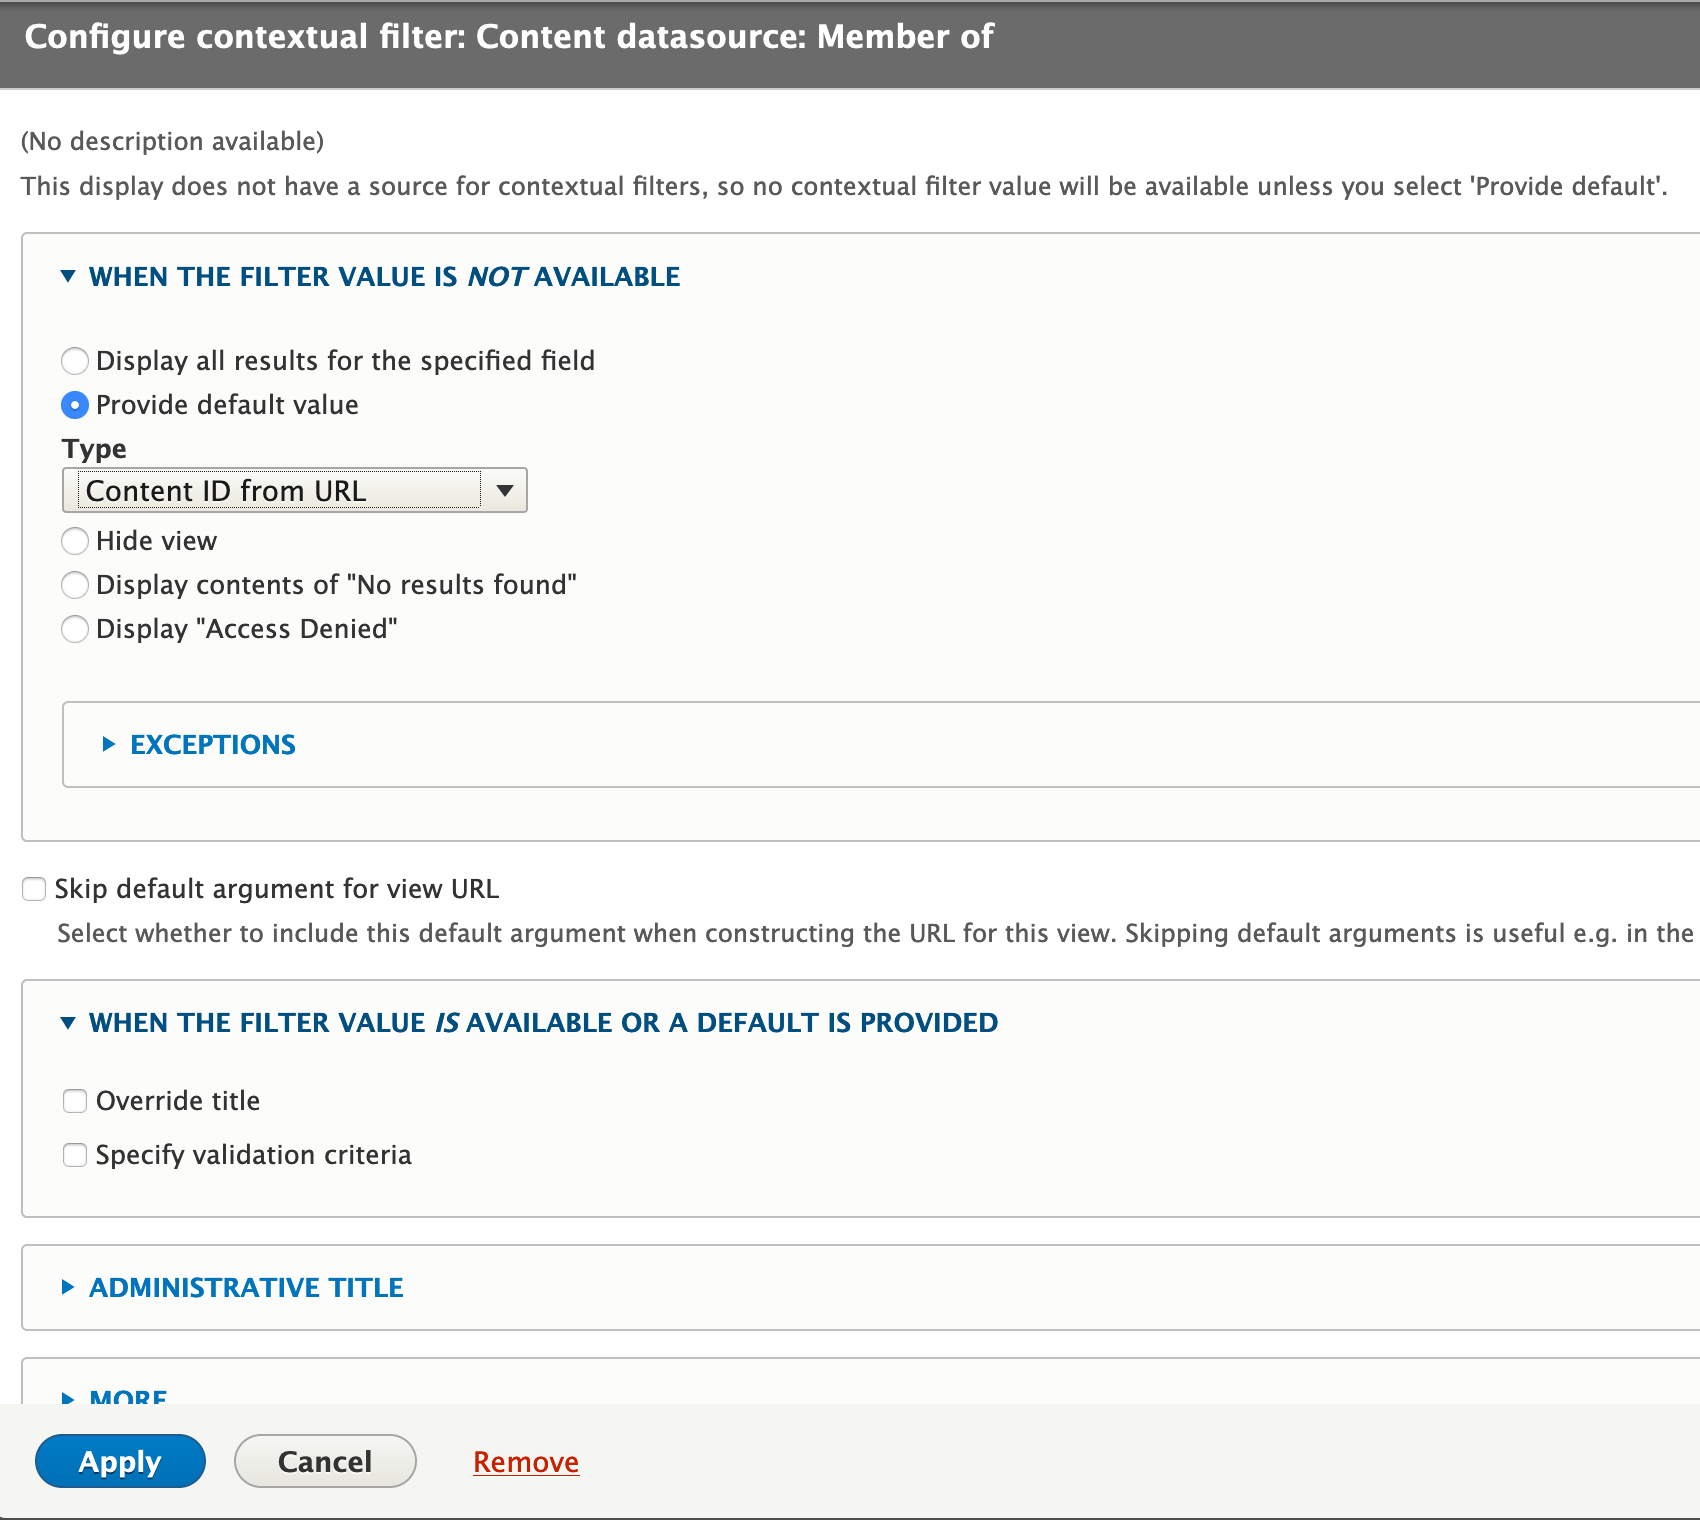 Configure contextual filter: Content datasource: Member of
(No description available)
This display does not have a source for contextual filters, so no contextual filter value will be available unless you select 'Provide default'.
WHEN THE FILTER VALUE IS NOT AVAILABLE
Display all results for the specified field
Provide default value
Type
Content ID from URL
Hide view
Display contents of "No results found"
Display "Access Denied"
EXCEPTIONS
Skip default argument for view URL
Select whether to include this default argument when constructing the URL for this view. Skipping default arguments is useful e.g. in the
WHEN THE FILTER VALUE IS AVAILABLE OR A DEFAULT IS PROVIDED
Override title
Specify validation criteria
ADMINISTRATIVE TITLE
MORE
Apply
Cancel
Remove